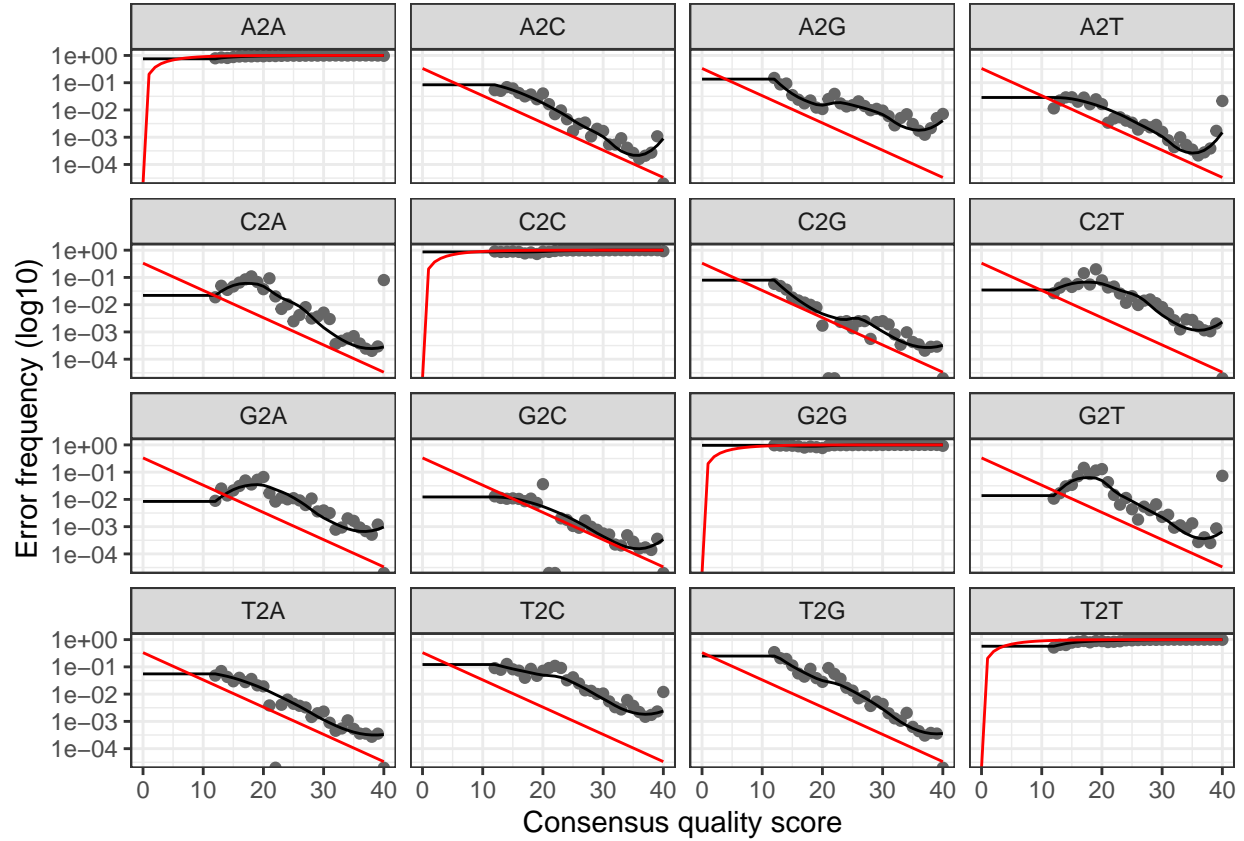 A2A A2C A2G A2T
1e+00
1e−01
1e−02
1e−03
1e−04
C2A C2C C2G C2T
1e+00
1e−01
1e−02
1e−03
1e−04
Error frequency (log10)
G2A G2C G2G G2T
1e+00
1e−01
1e−02
1e−03
1e−04
T2A T2C T2G T2T
1e+00
1e−01
1e−02
1e−03
1e−04
0 10 20 30 40 0 10 20 30 40 0 10 20 30 40 0 10 20 30 40
Consensus quality score